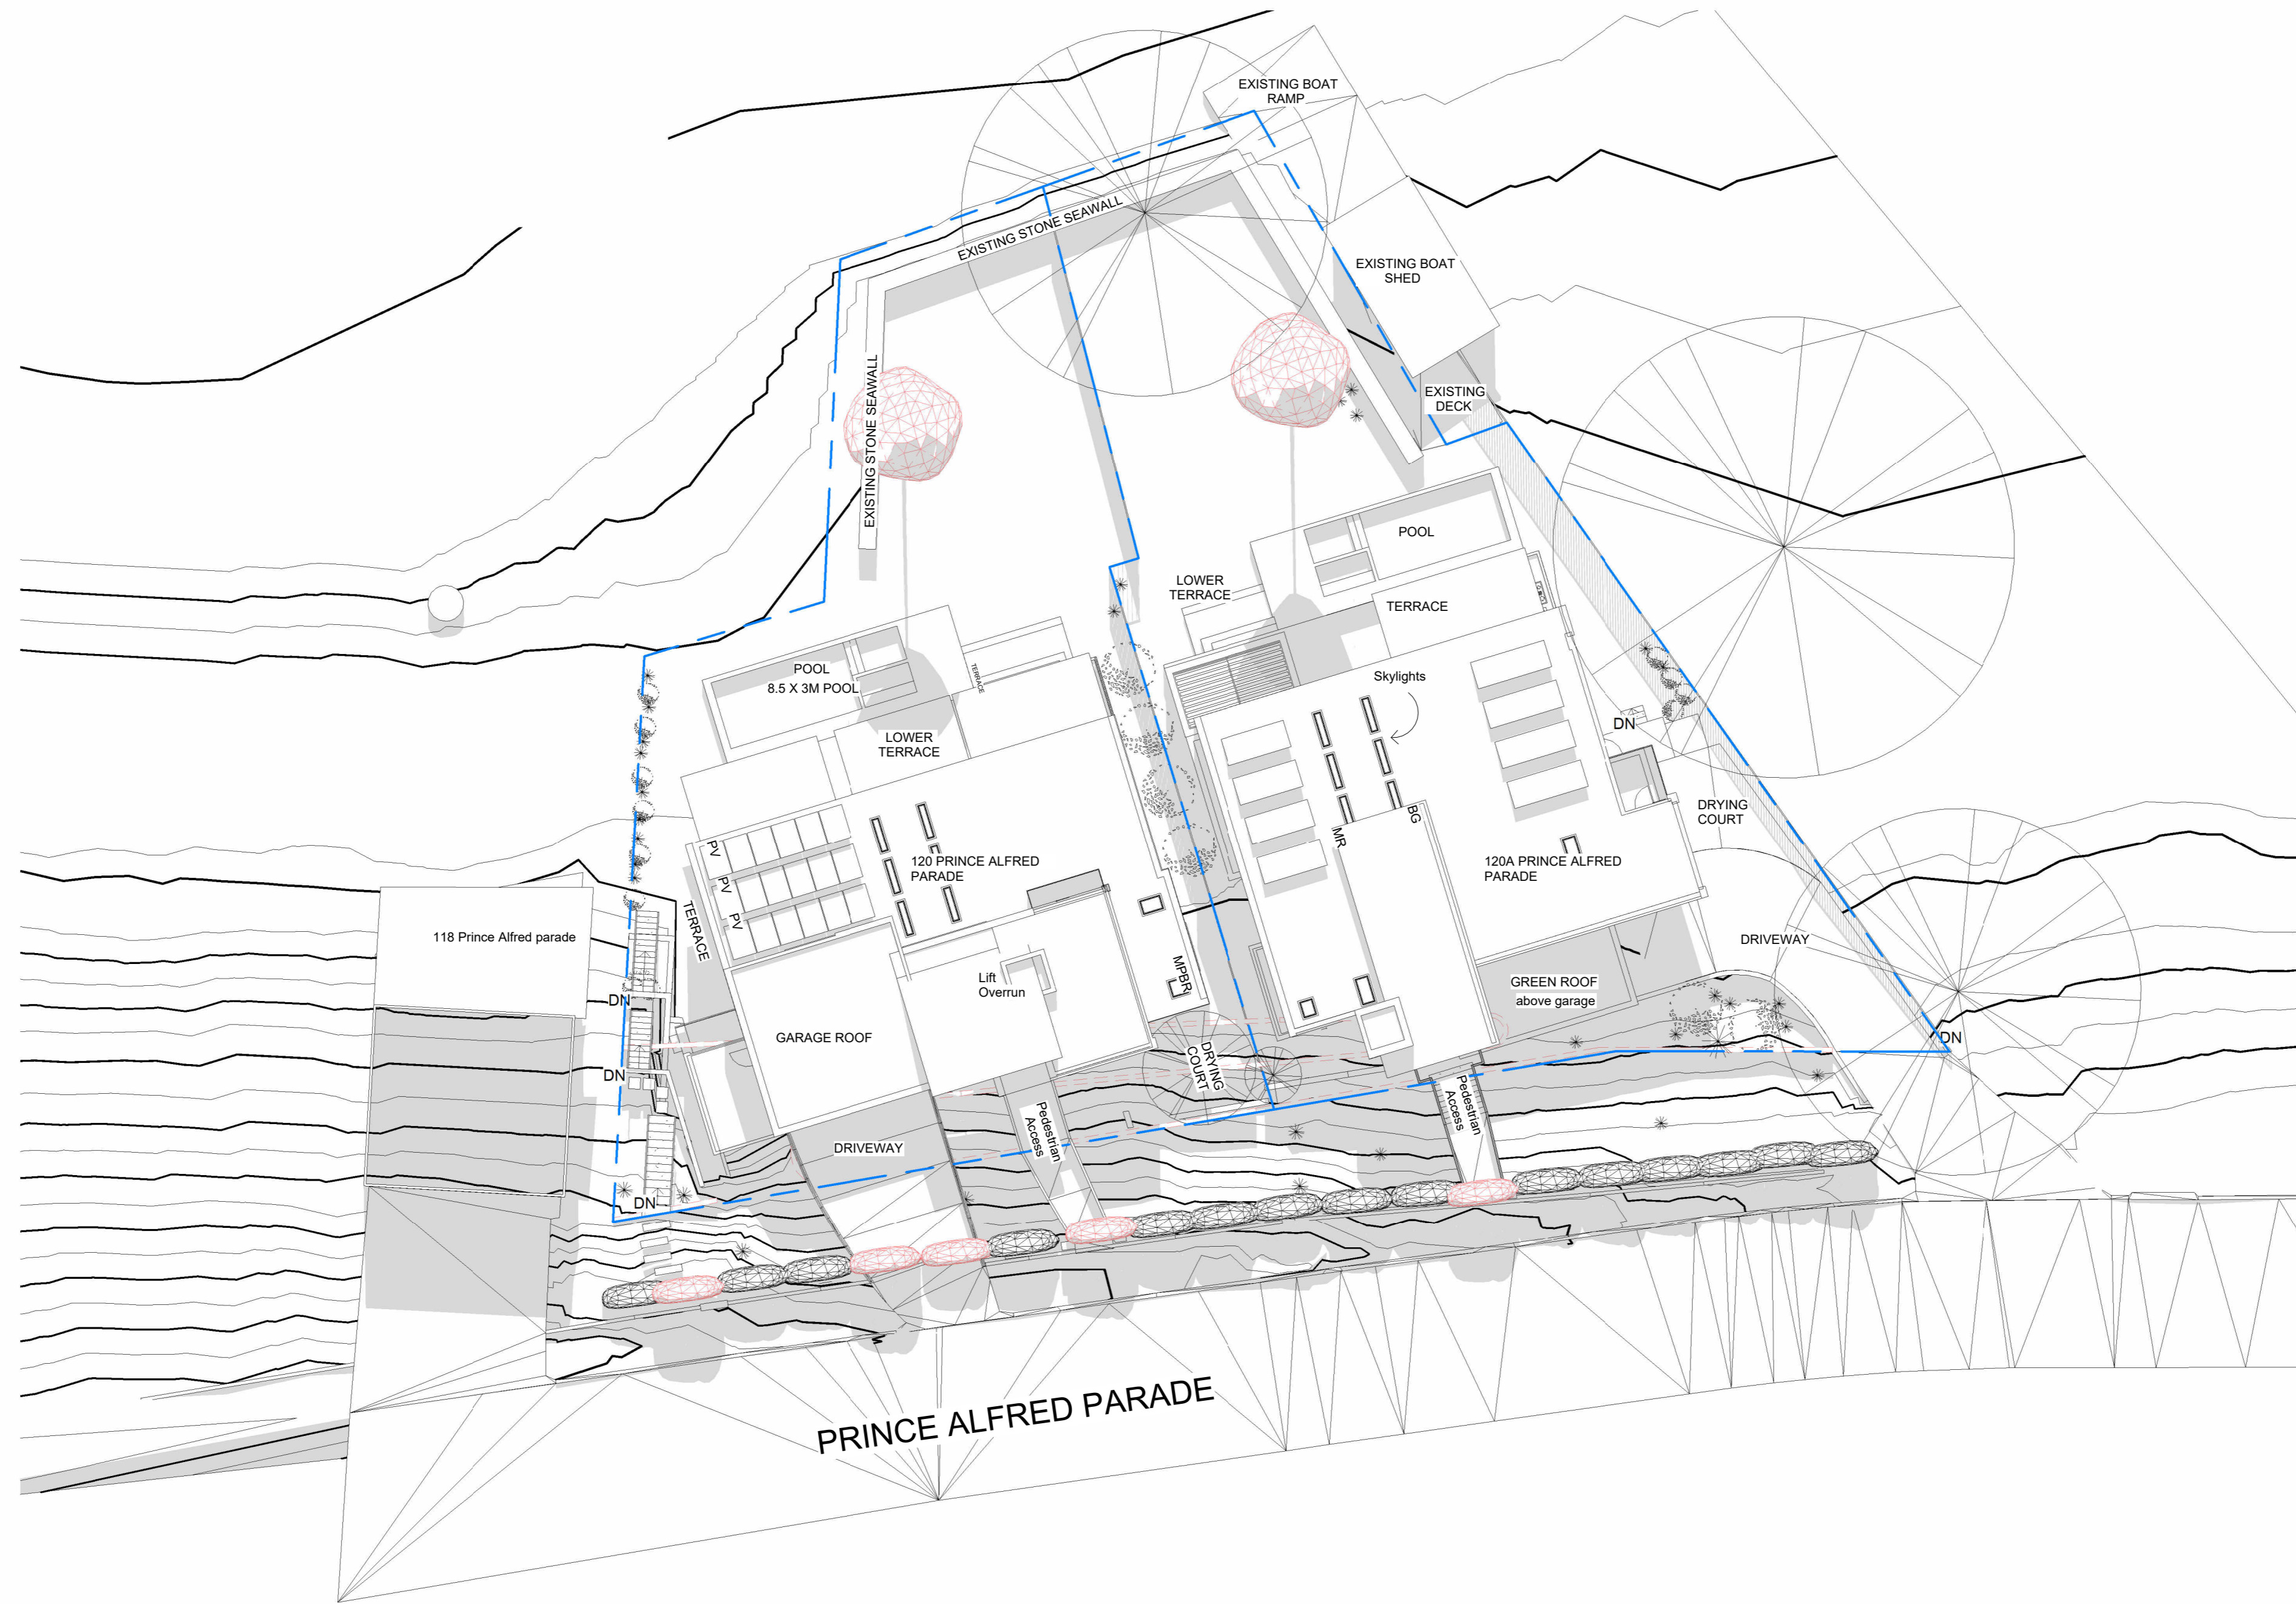 EXISTING BOAT
RAMP
EXISTING STONE SEAWALL
EXISTING BOAT
SHED
EXISTING STONE SEAWALL
EXISTING
DECK
POOL
LOWER
TERRACE
TERRACE
POOL
8.5 X 3M POOL
TERRACE
Skylights
LOWER
TERRACE
DN
DRYING
COURT
PV
PV
PV
120 PRINCE ALFRED
PARADE
MR
BG
120A PRINCE ALFRED
PARADE
TERRACE
118 Prince Alfred parade
DRIVEWAY
Lift
Overrun
MPBR
GREEN ROOF
above garage
DN
GARAGE ROOF
DN
DRYING
COURT
DN
Pedestrian
Access
Pedestrian
Access
DRIVEWAY
DN
PRINCE ALFRED PARADE